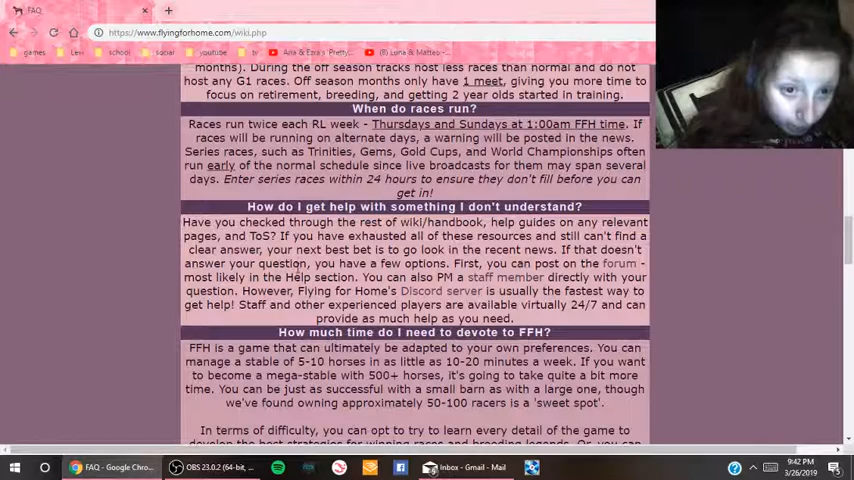 FAQ
https://www.flyingforhome.com/wiki.php
games
school
social
youtube
tv
months). During the off season tracks host less races than normal and do not
host any G1 races. Off season months only have 1 meet, giving you more time to
focus on retirement, breeding, and getting 2 year olds started in training.
When do races run?
Races run twice each RL week - Thursdays and Sundays at 1:00am FFH time. If
races will be running on alternate days, a warning will be posted in the news.
Series races, such as Trinities, Gems, Gold Cups, and World Championships often
run early of the normal schedule since live broadcasts for them may span several
days. Enter series races within 24 hours to ensure they don't fill before you can
get in!
How do I get help with something I don't understand?
Have you checked through the rest of wiki/handbook, help guides on any relevant
pages, and ToS? If you have exhausted all of these resources and still can't find a
clear answer, your next best bet is to go look in the recent news. If that doesn't
answer your question, you have a few options. First, you can post on the forum -
most likely in the Help section. You can also PM a staff member directly with your
question. However, Flying for Home's Discord server is usually the fastest way to
get help! Staff and other experienced players are available virtually 24/7 and can
provide as much help as you need.
How much time do I need to devote to FFH?
FFH is a game that can ultimately be adapted to your own preferences. You can
manage a stable of 5-10 horses in as little as 10-20 minutes a week. If you want
to become a mega-stable with 500+ horses, it's going to take quite a bit more
time. You can be just as successful with a small barn as with a large one, though
we've found owning approximately 50-100 racers is a 'sweet spot'.
In terms of difficulty, you can opt to try to learn every detail of the game to
develop the best strategies for winning races and breeding legends. Or, you can
FAQ - Google Chro...
OBS 23.0.2 (64-bit, ...
Inbox - Gmail - Mail
9:42 PM
3/26/2019